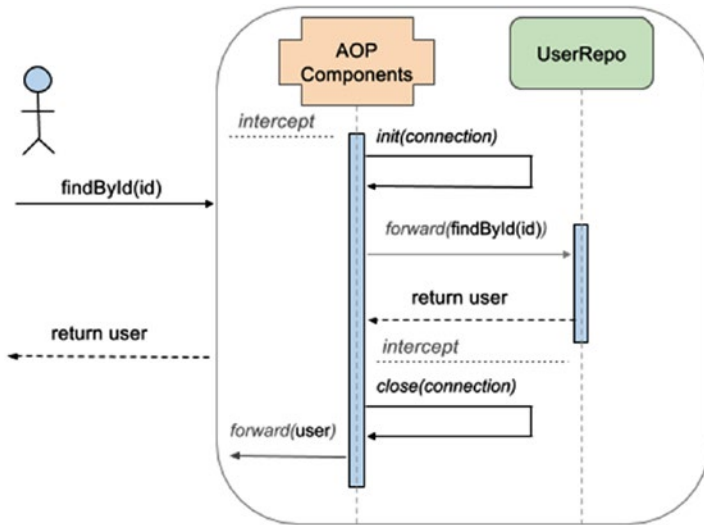 AOP
Components
UserRepo
intercept
init(connection)
findById(id)
forward(findById(id))
return user
return user
intercept
close(connection)
forward(user)